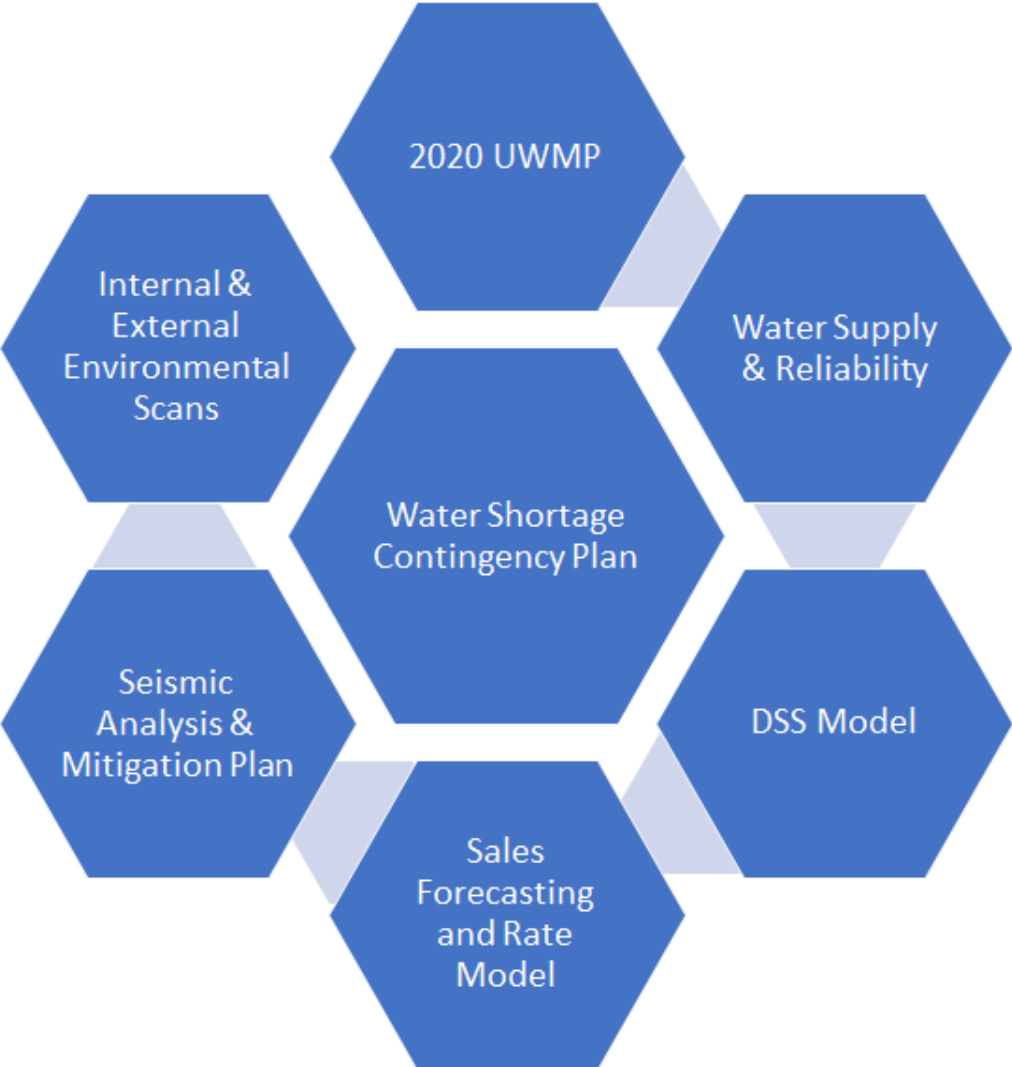 2020 UWMP
Water Supply
& Reliability
DSS Model
Sales
Forecasting
and Rate
Model
Seismic
Analysis &
Mitigation Plan
Internal &
External
Environmental
Scans
Water Shortage
Contingency Plan